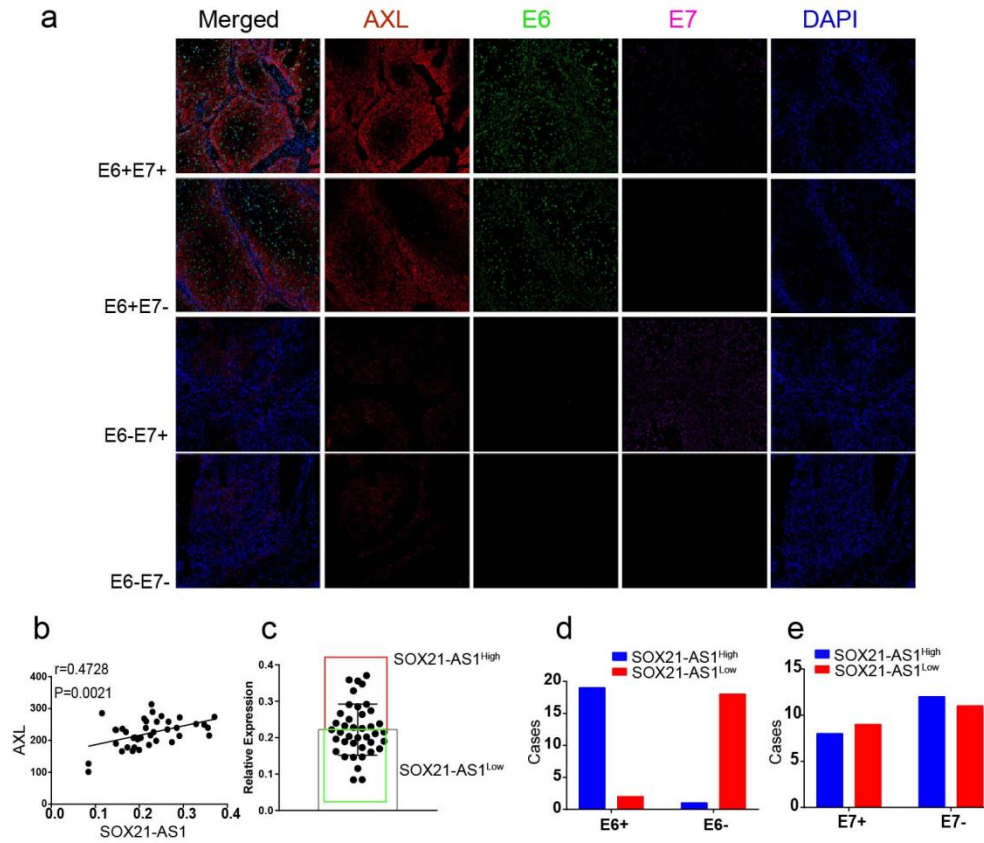 a
Merged AXL E6 E7 DAPI
E6+E7+
E6+E7-
E6-E7+
E6-E7-
b
r=0.4728
P=0.0021
400
300
200
100
0
AXL
0.0 0.1 0.2 0.3 0.4
SOX21-AS1
c
0.4
0.3
0.2
0.1
0.0
Relative Expression
SOX21-AS1High
SOX21-AS1Low
d
SOX21-AS1High
SOX21-AS1Low
20
15
10
5
0
Cases
E6+ E6-
e
SOX21-AS1High
SOX21-AS1Low
15
10
5
0
Cases
E7+ E7-